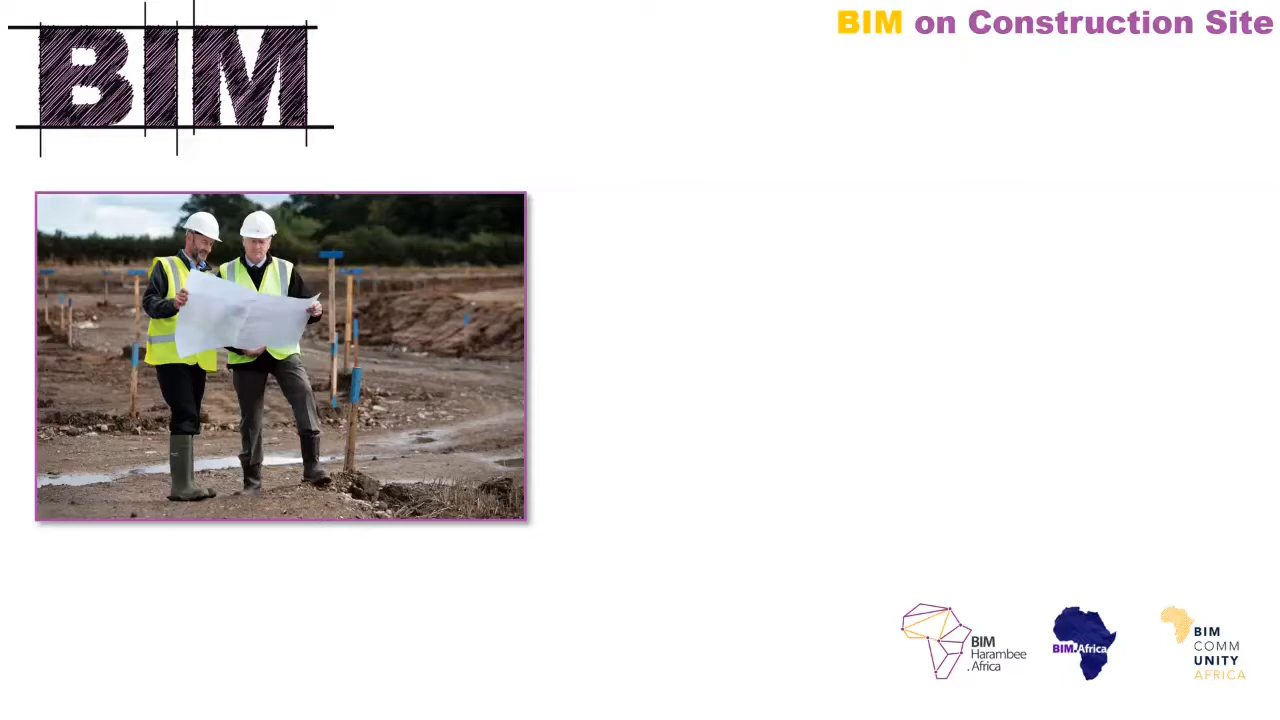 BIM
BIM on Construction Site
BIM
Harambee
.Africa
BIM.Africa
BIM
COMM
UNITY
AFRICA